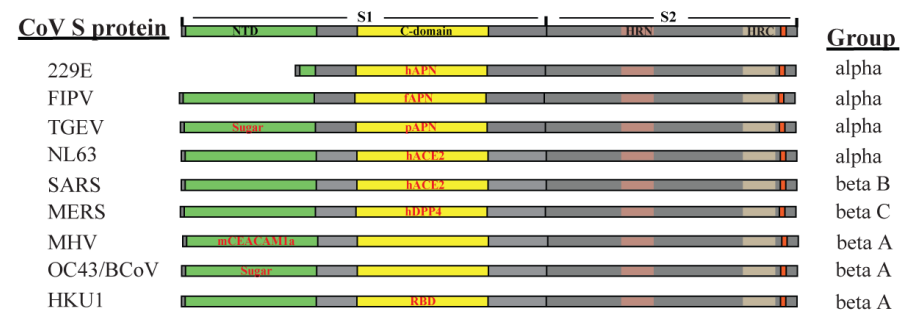 S1 S2
CoV S protein NTD C-domain HRN HRC Group
229E hAPN alpha
FIPV fAPN alpha
TGEV Sugar pAPN alpha
NL63 hACE2 alpha
SARS hACE2 beta B
MERS hDPP4 beta C
MHV mCEACAM1a beta A
OC43/BCoV Sugar beta A
HKU1 RBD beta A